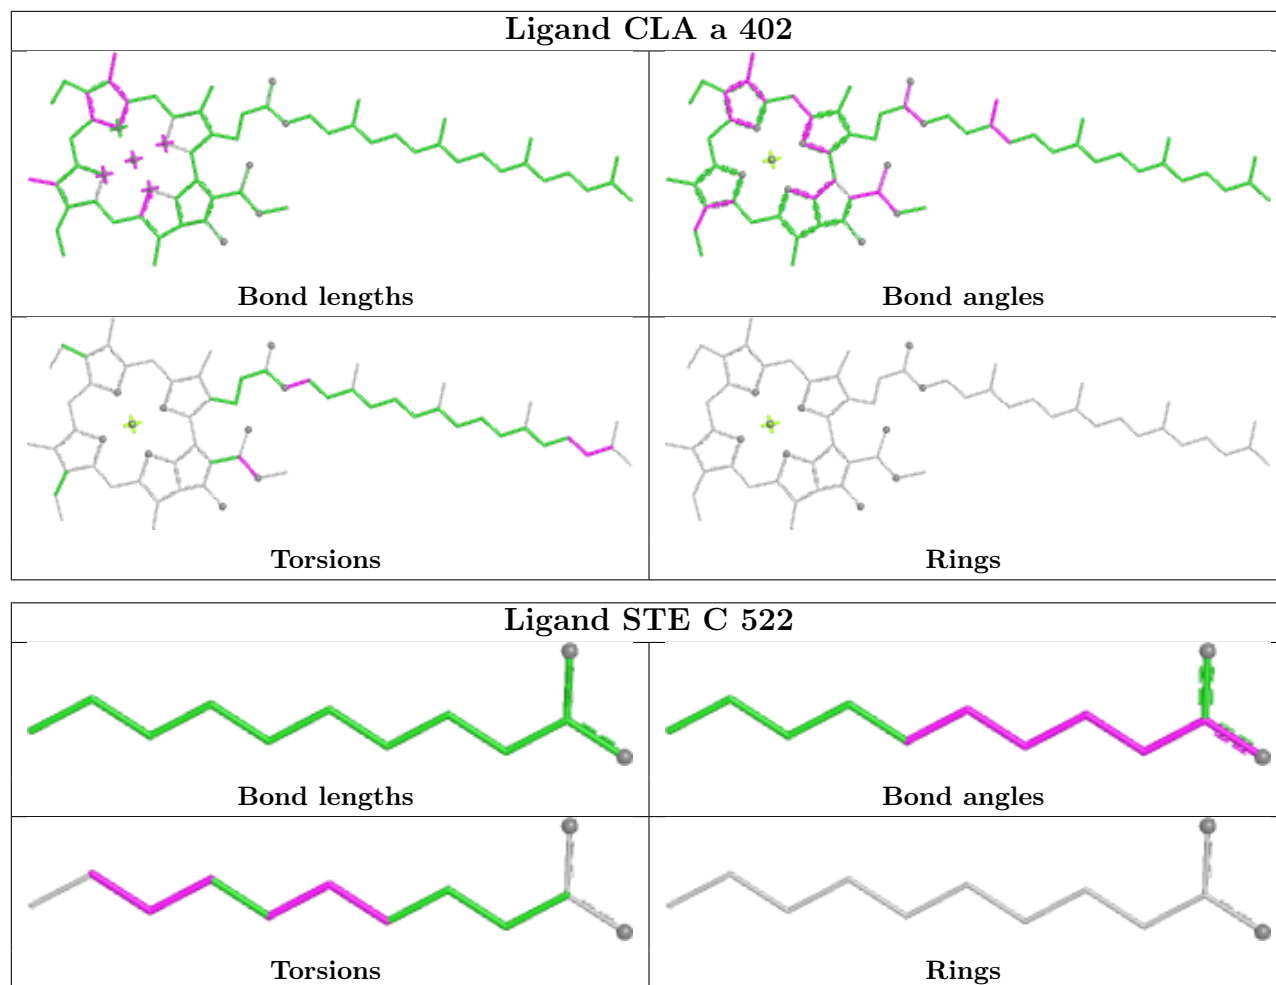 Ligand CLA a 402
Bond lengths
Bond angles
Torsions
Rings
Ligand STE C 522
Bond lengths
Bond angles
Torsions
Rings